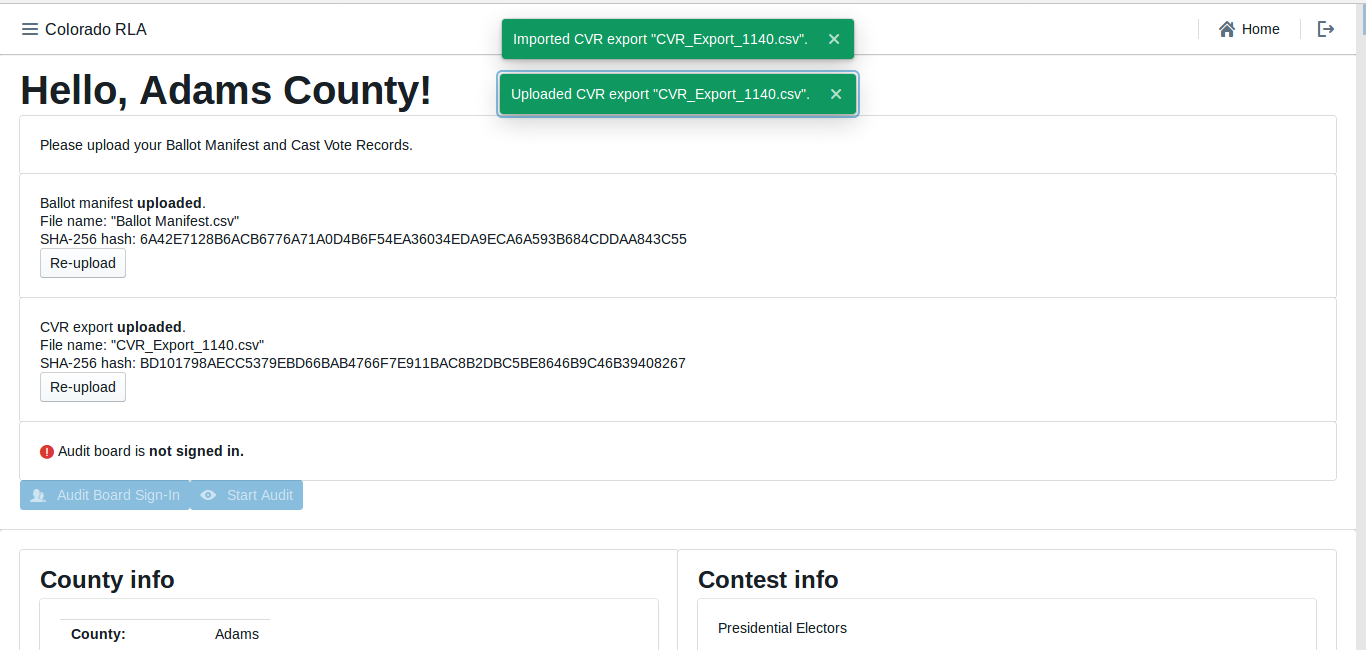 Colorado RLA
Home
Imported CVR export "CVR_Export_1140.csv".
Uploaded CVR export "CVR_Export_1140.csv".
Hello, Adams County!
Please upload your Ballot Manifest and Cast Vote Records.
Ballot manifest uploaded.
File name: "Ballot Manifest.csv"
SHA-256 hash: 6A42E7128B6ACB6776A71A0D4B6F54EA36034EDA9ECA6A593B684CDDAA843C55
Re-upload
CVR export uploaded.
File name: "CVR_Export_1140.csv"
SHA-256 hash: BD101798AECC5379EBD66BAB4766F7E911BAC8B2DBC5BE8646B9C46B39408267
Re-upload
Audit board is not signed in.
Audit Board Sign-In
Start Audit
County info
County: Adams
Contest info
Presidential Electors